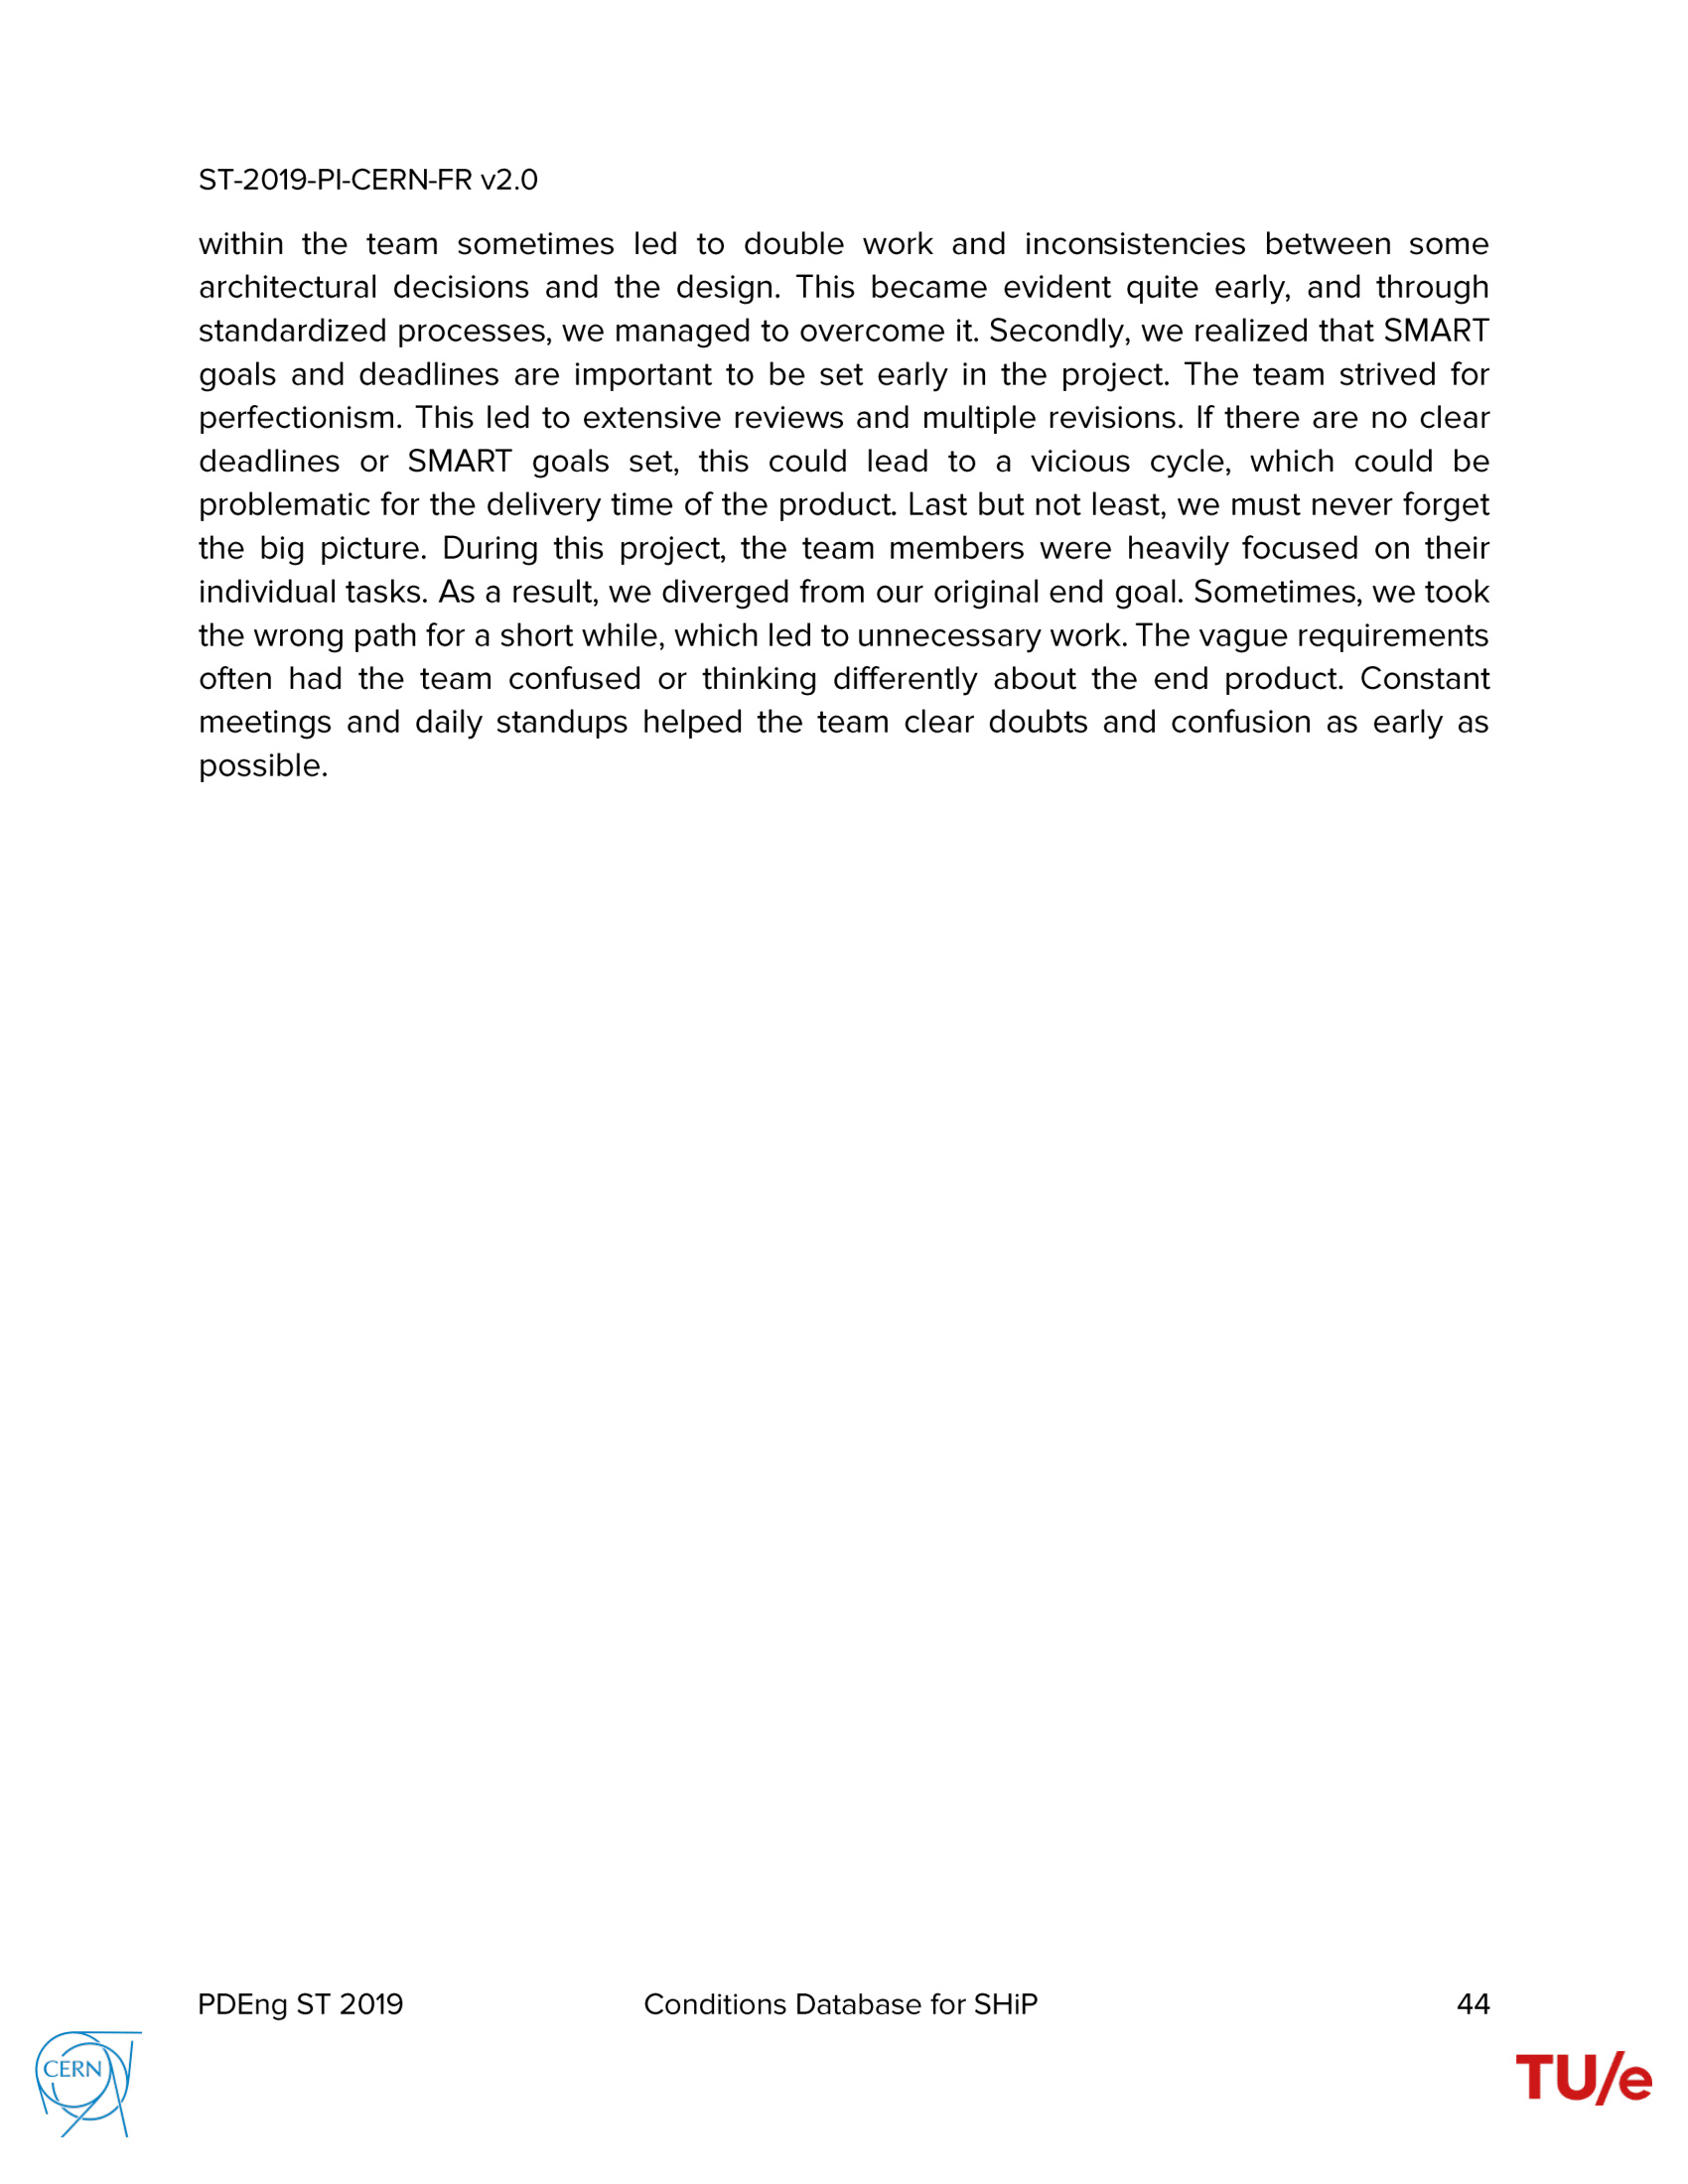 ST-2019-PI-CERN-FR v2.0
within the team sometimes led to double work and inconsistencies between some
architectural decisions and the design. This became evident quite early, and through
standardized processes, we managed to overcome it. Secondly, we realized that SMART
goals and deadlines are important to be set early in the project. The team strived for
perfectionism. This led to extensive reviews and multiple revisions. If there are no clear
deadlines or SMART goals set, this could lead to a vicious cycle, which could be
problematic for the delivery time of the product. Last but not least, we must never forget
the big picture. During this project, the team members were heavily focused on their
individual tasks. As a result, we diverged from our original end goal. Sometimes, we took
the wrong path for a short while, which led to unnecessary work. The vague requirements
often had the team confused or thinking differently about the end product. Constant
meetings and daily standups helped the team clear doubts and confusion as early as
possible.
PDEng ST 2019 Conditions Database for SHiP 44
CERN
TU/e